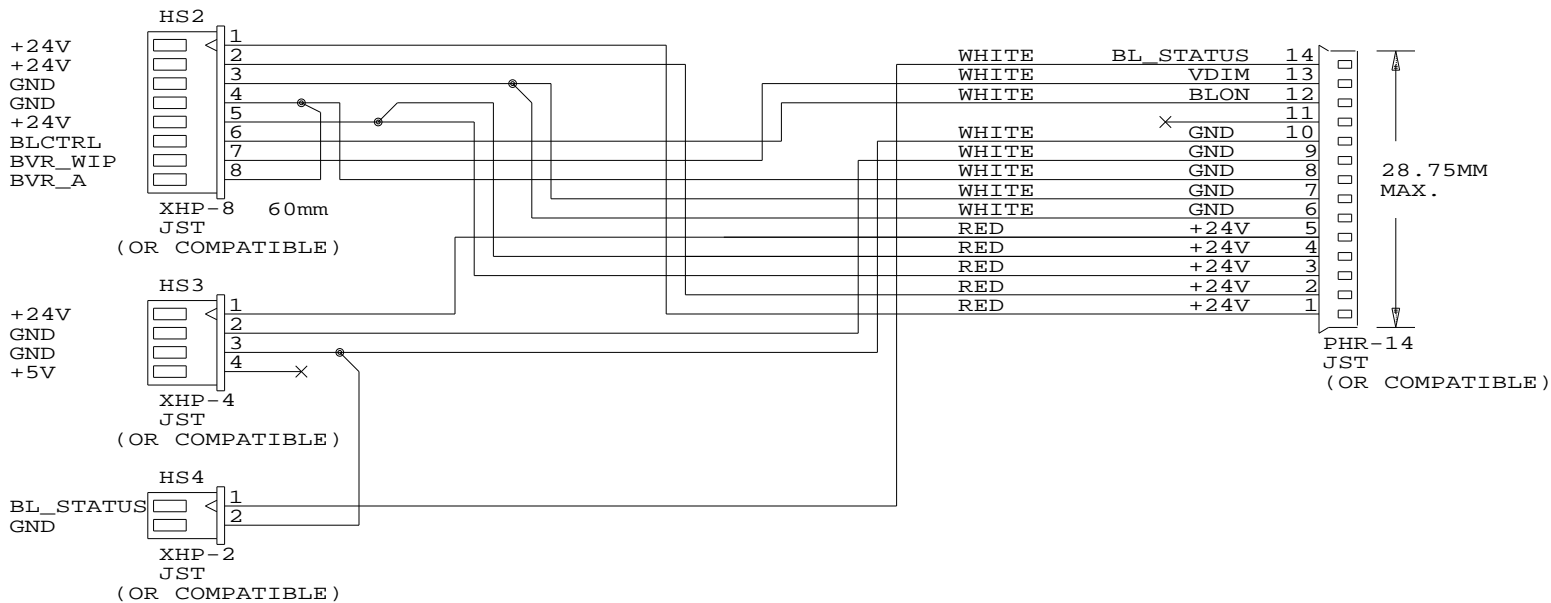 HS2
+24V 1
+24V 2
GND 3
GND 4
+24V 5
BLCTRL 6
BVR_WIP 7
BVR_A 8
XHP-8 60mm
JST
(OR COMPATIBLE)
HS3
+24V 1
GND 2
GND 3
+5V 4
XHP-4
JST
(OR COMPATIBLE)
HS4
BL_STATUS 1
GND 2
XHP-2
JST
(OR COMPATIBLE)
WHITE BL_STATUS 14
WHITE VDIM 13
WHITE BLON 12
11
WHITE GND 10
WHITE GND 9
WHITE GND 8
WHITE GND 7
WHITE GND 6
RED +24V 5
RED +24V 4
RED +24V 3
RED +24V 2
RED +24V 1
28.75MM
MAX.
PHR-14
JST
(OR COMPATIBLE)